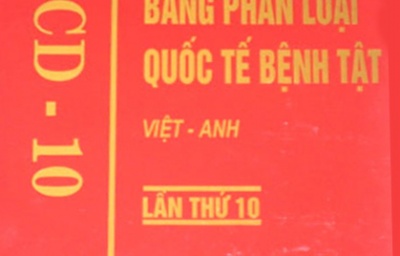 BẢNG PHÂN LOẠI
QUỐC TẾ BỆNH TẬT
VIỆT - ANH
LẦN THỨ 10
CD - 10